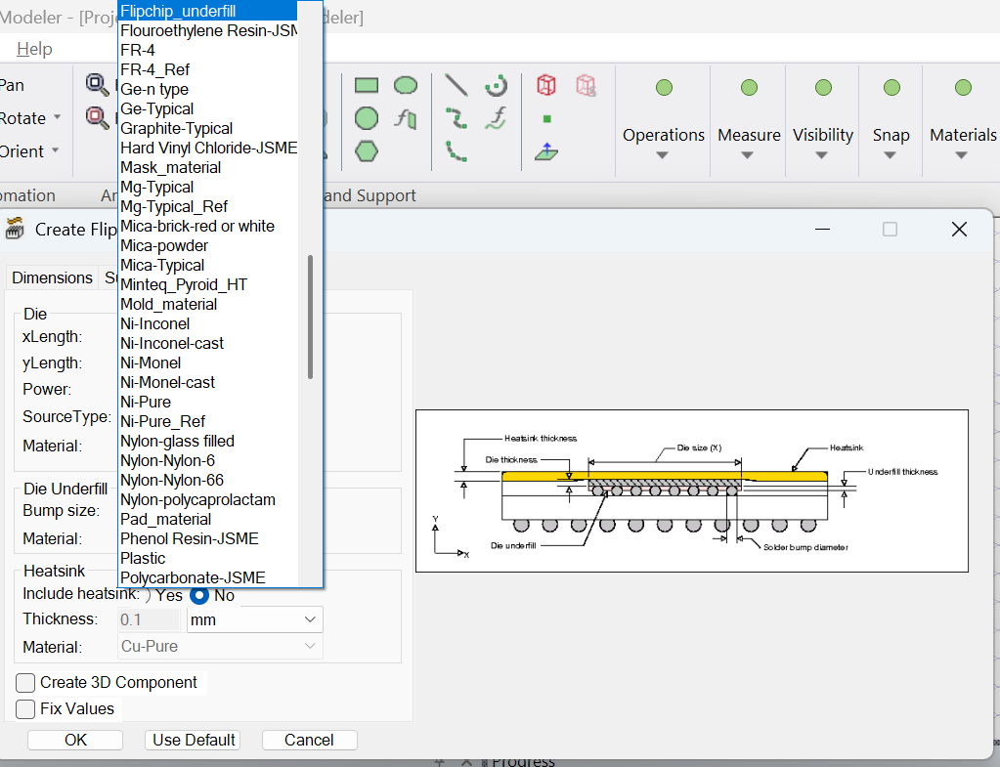 Modeler - [Proj
deler]
Help
Pan
Rotate
Orient
Operations
Measure
Visibility
Snap
Materials
omation
An
and Support
Create Flip
Dimensions
Su
Die
xLength:
yLength:
Power:
SourceType:
Material:
Die Underfill
Bump size:
Material:
Heatsink
Include heatsink:
Yes
No
Thickness:
0.1
mm
Material:
Cu-Pure
Create 3D Component
Fix Values
OK
Use Default
Cancel
Flipchip_underfill
Flouroethylene Resin-JSM
FR-4
FR-4_Ref
Ge-n type
Ge-Typical
Graphite-Typical
Hard Vinyl Chloride-JSME
Mask_material
Mg-Typical
Mg-Typical_Ref
Mica-brick-red or white
Mica-powder
Mica-Typical
Minteq_Pyroid_HT
Mold_material
Ni-Inconel
Ni-Inconel-cast
Ni-Monel
Ni-Monel-cast
Ni-Pure
Ni-Pure_Ref
Nylon-glass filled
Nylon-Nylon-6
Nylon-Nylon-66
Nylon-polycaprolactam
Pad_material
Phenol Resin-JSME
Plastic
Polycarbonate-JSME
Heatsink thickness
Die thickness
Die size (X)
Heatsink
Underfill thickness
Y
X
Die underfill
Solder bump diameter
Progress